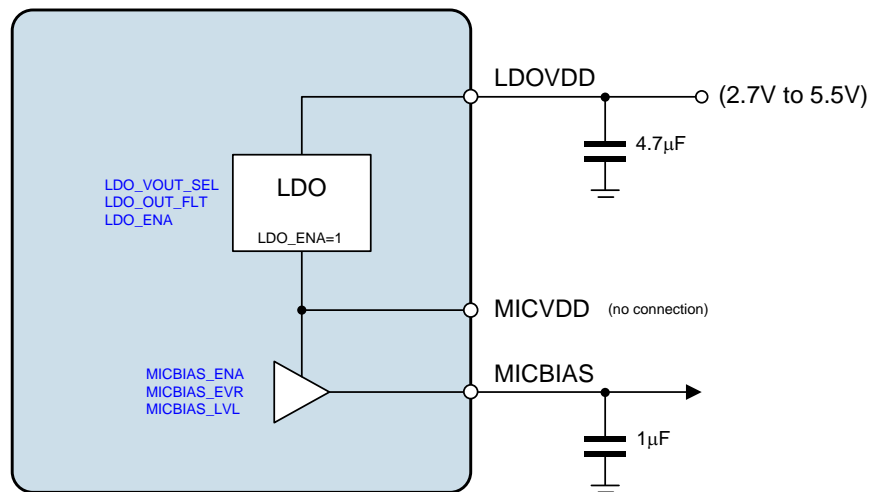 LDOVDD
(2.7V to 5.5V)
4.7µF
LDO_VOUT_SEL
LDO_OUT_FLT
LDO_ENA
LDO
LDO_ENA=1
MICVDD (no connection)
MICBIAS_ENA
MICBIAS_EVR
MICBIAS_LVL
MICBIAS
1µF